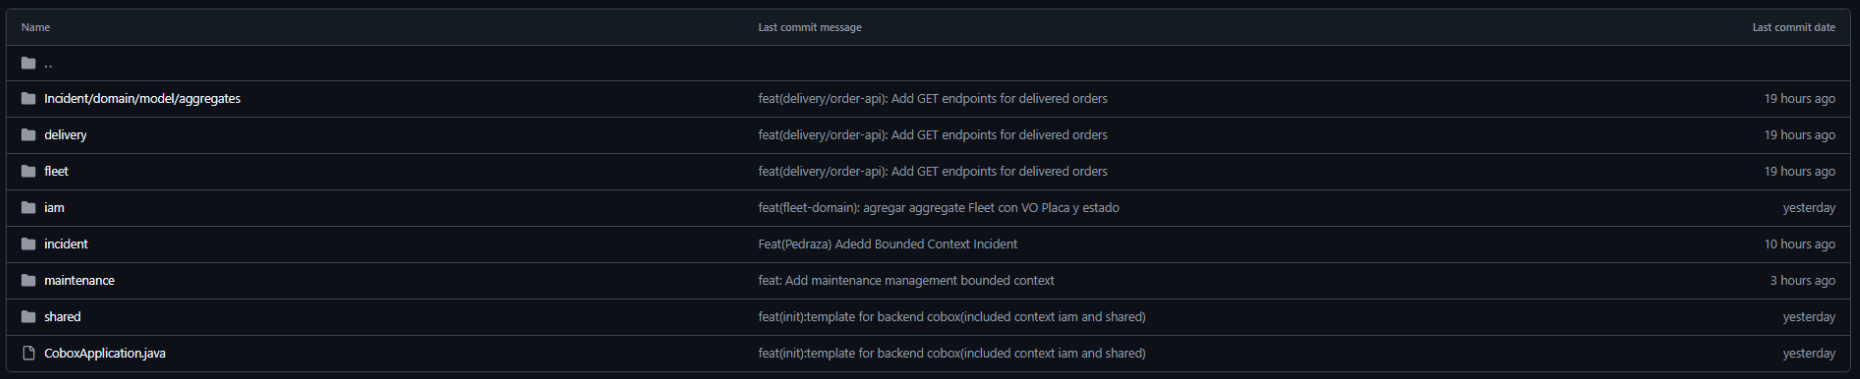 Name Last commit message Last commit date
..
Incident/domain/model/aggregates feat(delivery/order-api): Add GET endpoints for delivered orders 19 hours ago
delivery feat(delivery/order-api): Add GET endpoints for delivered orders 19 hours ago
fleet feat(delivery/order-api): Add GET endpoints for delivered orders 19 hours ago
iam feat(fleet-domain): agregar aggregate Fleet con VO Placa y estado yesterday
incident Feat(Pedraza) Adedd Bounded Context Incident 10 hours ago
maintenance feat: Add maintenance management bounded context 3 hours ago
shared feat(init):template for backend cobox(included context iam and shared) yesterday
CoboxApplication.java feat(init):template for backend cobox(included context iam and shared) yesterday